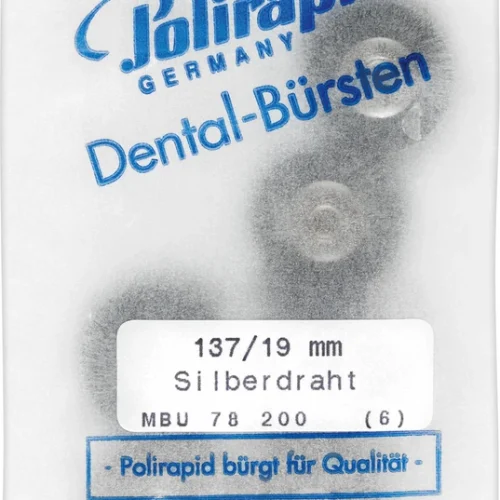 Polirapid
GERMANY
Dental-Bürsten
137/19 mm
Silberdraht
MBU 78 200 (6)
- Polirapid bürgt für Qualität -